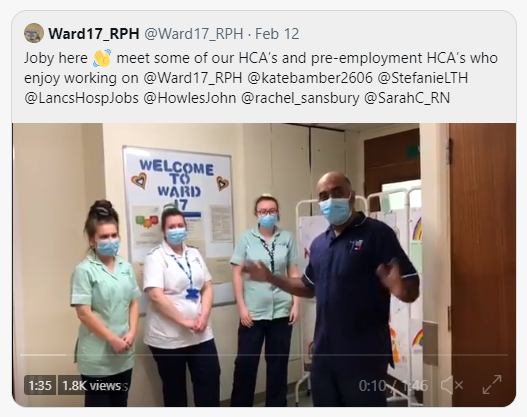 Ward17_RPH @Ward17_RPH · Feb 12
Joby here 👋 meet some of our HCA's and pre-employment HCA's who
enjoy working on @Ward17_RPH @katebamber2606 @StefanieLTH
@LancsHospJobs @HowlesJohn @rachel_sansbury @SarahC_RN
WELCOME
TO
WARD
17
1:35 1.8K views
0:10 / 1:46